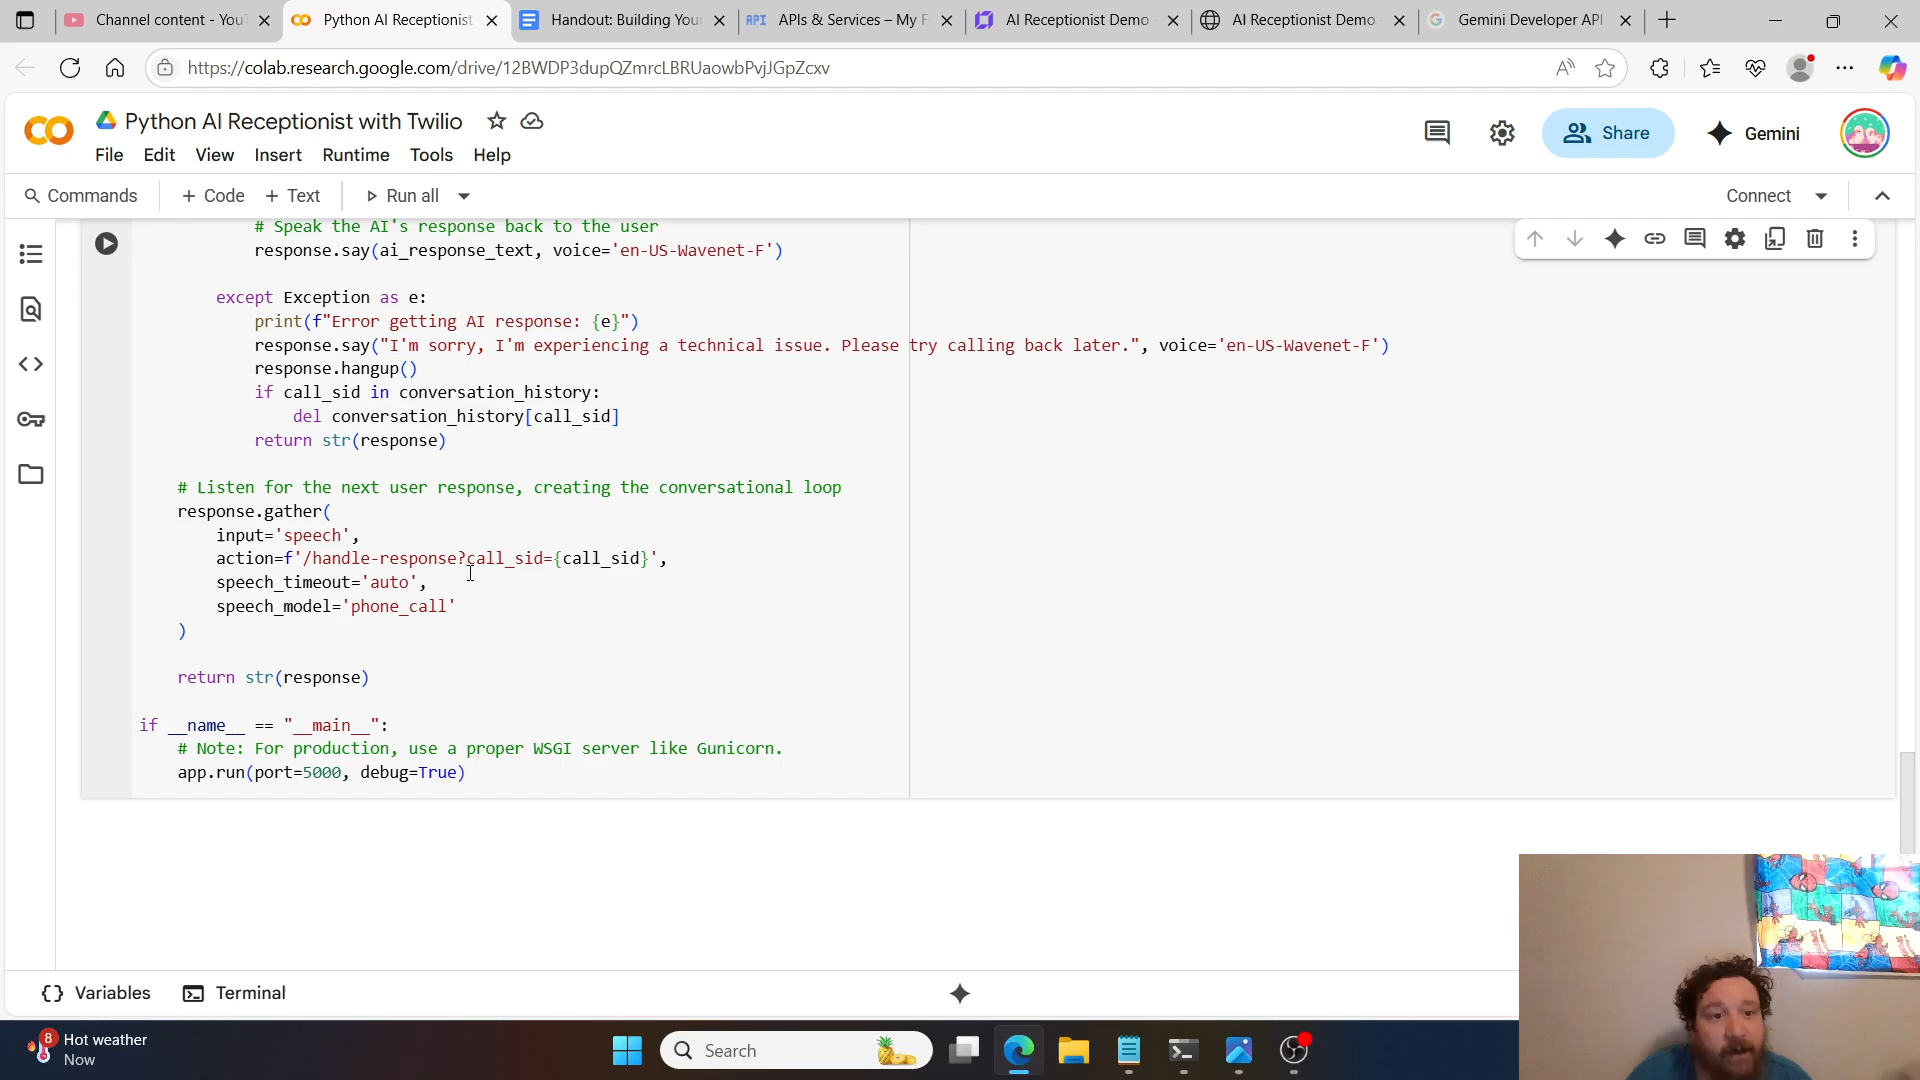 Channel content - You
Python AI Receptionist
Handout: Building Your
API APIs & Services – My F
AI Receptionist Demo
AI Receptionist Demo
Gemini Developer API
https://colab.research.google.com/drive/12BWDP3dupQZmrcLBRUaowbPvjJGpZcxv
Python AI Receptionist with Twilio
File Edit View Insert Runtime Tools Help
Share
Gemini
Commands + Code + Text Run all
Connect
# Speak the AI's response back to the user
response.say(ai_response_text, voice='en-US-Wavenet-F')
except Exception as e:
print(f"Error getting AI response: {e}")
response.say("I'm sorry, I'm experiencing a technical issue. Please try calling back later.", voice='en-US-Wavenet-F')
response.hangup()
if call_sid in conversation_history:
del conversation_history[call_sid]
return str(response)
# Listen for the next user response, creating the conversational loop
response.gather(
input='speech',
action=f'/handle-response?call_sid={call_sid}',
speech_timeout='auto',
speech_model='phone_call'
)
return str(response)
if __name__ == "__main__":
# Note: For production, use a proper WSGI server like Gunicorn.
app.run(port=5000, debug=True)
{} Variables Terminal
8
Hot weather
Now
Search